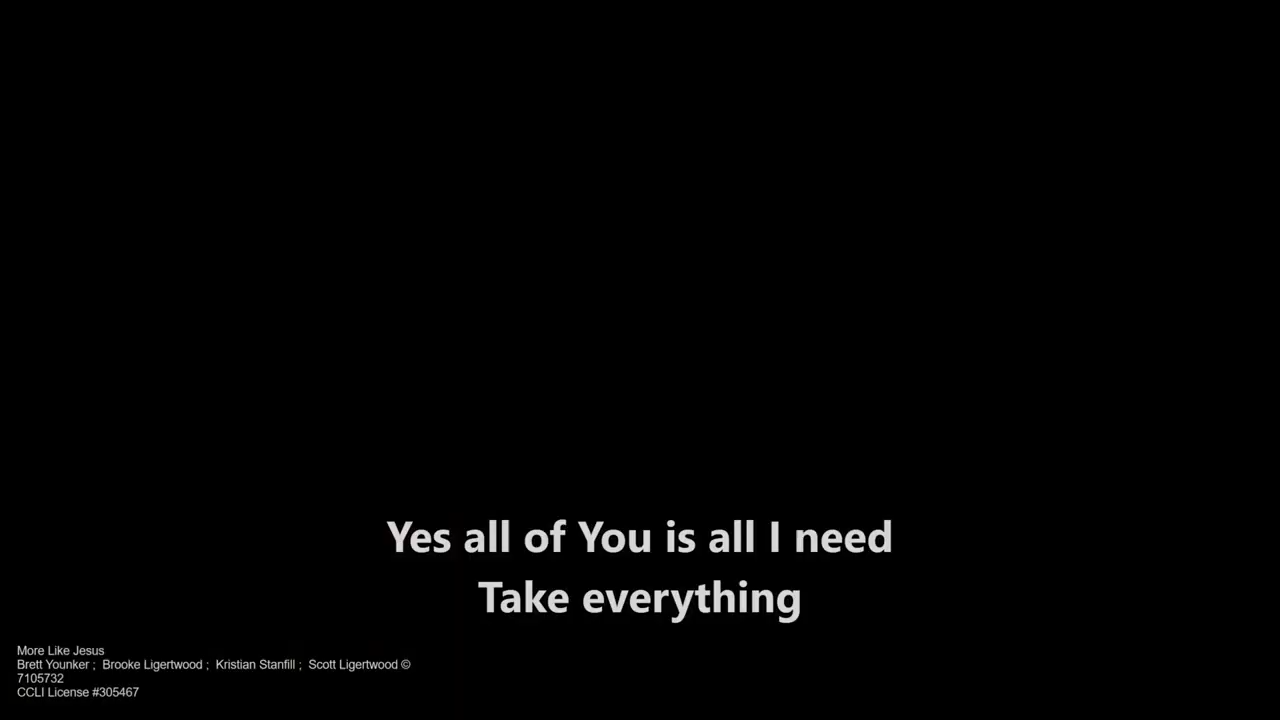 Yes all of You is all I need
Take everything
More Like Jesus
Brett Younker ;  Brooke Ligertwood ;  Kristian Stanfill ;  Scott Ligertwood ©
7105732
CCLI License #305467